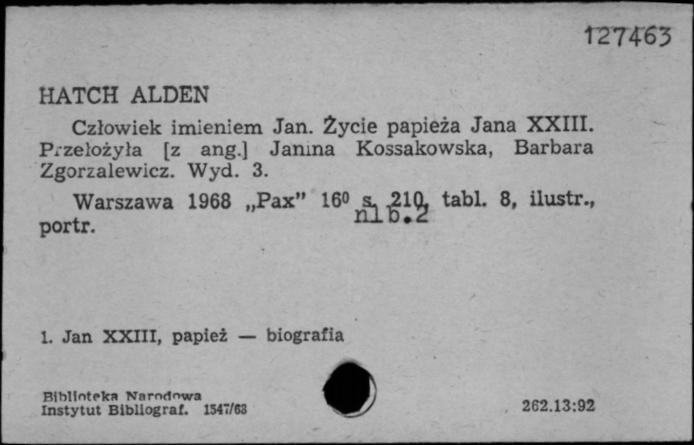 127463
HATCH ALDEN
Człowiek imieniem Jan. Życie papieża Jana XXIII.
Przełożyła [z ang.] Janina Kossakowska, Barbara
Zgorzalewicz. Wyd. 3.
Warszawa 1968 „Pax” 16⁰ s. 210, tabl. 8, ilustr.,
nlb.2
portr.
1. Jan XXIII, papież — biografia
Biblioteka Narodowa
Instytut Bibliograf. 1547/68
262.13:92